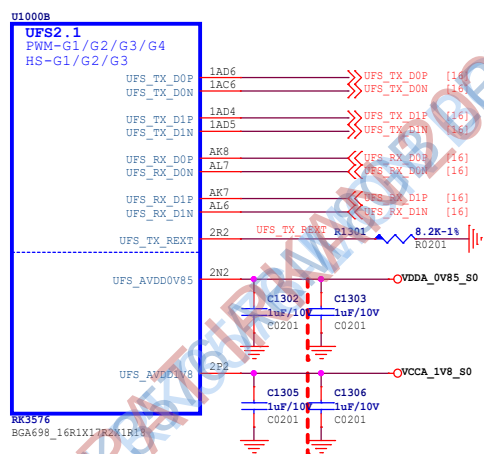 U1000B
UFS2.1
PWM-G1/G2/G3/G4
HS-G1/G2/G3
UFS_TX_D0P 1AD6 UFS_TX_D0P [16]
UFS_TX_D0N 1AC6 UFS_TX_D0N [16]
UFS_TX_D1P 1AD4 UFS_TX_D1P [16]
UFS_TX_D1N 1AD5 UFS_TX_D1N [16]
UFS_RX_D0P AK8 UFS_RX_D0P [16]
UFS_RX_D0N AL7 UFS_RX_D0N [16]
UFS_RX_D1P AK7 UFS_RX_D1P [16]
UFS_RX_D1N AL6 UFS_RX_D1N [16]
UFS_TX_REXT 2R2 UFS_TX_REXT R1301 8.2K-1%
R0201
UFS_AVDD0V85 2N2 VDDA_0V85_S0
C1302 C1303
1uF/10V 1uF/10V
C0201 C0201
UFS_AVDD1V8 2P2 VCCA_1V8_S0
C1305 C1306
1uF/10V 1uF/10V
C0201 C0201
RK3576
BGA698_16R1X17R2X1R18